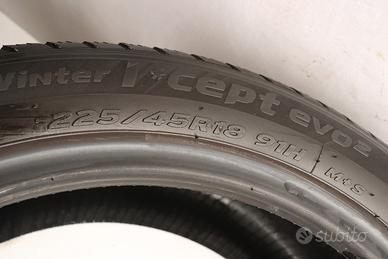 Winter i*cept evo2
225/45R18 91H M+S
subito